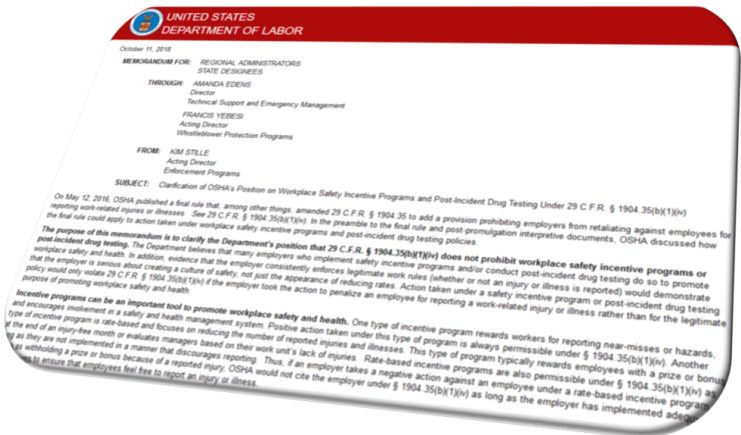 UNITED STATES
DEPARTMENT OF LABOR
October 11, 2018
MEMORANDUM FOR: REGIONAL ADMINISTRATORS
STATE DESIGNEES
THROUGH: AMANDA EDENS
Director
Technical Support and Emergency Management
FRANCIS YEBESI
Acting Director
Whistleblower Protection Programs
FROM: KIM STILLE
Acting Director
Enforcement Programs
SUBJECT: Clarification of OSHA's Position on Workplace Safety Incentive Programs and Post-Incident Drug Testing Under 29 C.F.R. § 1904.35(b)(1)(iv)
On May 12, 2016, OSHA published a final rule that, among other things, amended 29 C.F.R. § 1904.35 to add a provision prohibiting employers from retaliating against employees for
reporting work-related injuries or illnesses. See 29 C.F.R. § 1904.35(b)(1)(iv). In the preamble to the final rule and post-promulgation interpretive documents, OSHA discussed how
the final rule could apply to action taken under workplace safety incentive programs and post-incident drug testing policies.
The purpose of this memorandum is to clarify the Department's position that 29 C.F.R. § 1904.35(b)(1)(iv) does not prohibit workplace safety incentive programs or
post-incident drug testing. The Department believes that many employers who implement safety incentive programs and/or conduct post-incident drug testing do so to promote
workplace safety and health. In addition, evidence that the employer consistently enforces legitimate work rules (whether or not an injury or illness is reported) would demonstrate
that the employer is serious about creating a culture of safety, not just the appearance of reducing rates. Action taken under a safety incentive program or post-incident drug testing
policy would only violate 29 C.F.R. § 1904.35(b)(1)(iv) if the employer took the action to penalize an employee for reporting a work-related injury or illness rather than for the legitimate
purpose of promoting workplace safety and health.
Incentive programs can be an important tool to promote workplace safety and health. One type of incentive program rewards workers for reporting near-misses or hazards,
and encourages involvement in a safety and health management system. Positive action taken under this type of program is always permissible under § 1904.35(b)(1)(iv). Another
type of incentive program is rate-based and focuses on reducing the number of reported injuries and illnesses. This type of program typically rewards employees with a prize or bonus
at the end of an injury-free month or evaluates managers based on their work unit's lack of injuries. Rate-based incentive programs are also permissible under § 1904.35(b)(1)(iv) as
as they are not implemented in a manner that discourages reporting. Thus, if an employer takes a negative action against an employee under a rate-based incentive program
as withholding a prize or bonus because of a reported injury, OSHA would not cite the employer under § 1904.35(b)(1)(iv) as long as the employer has implemented
to ensure that employees feel free to report an injury or illness.